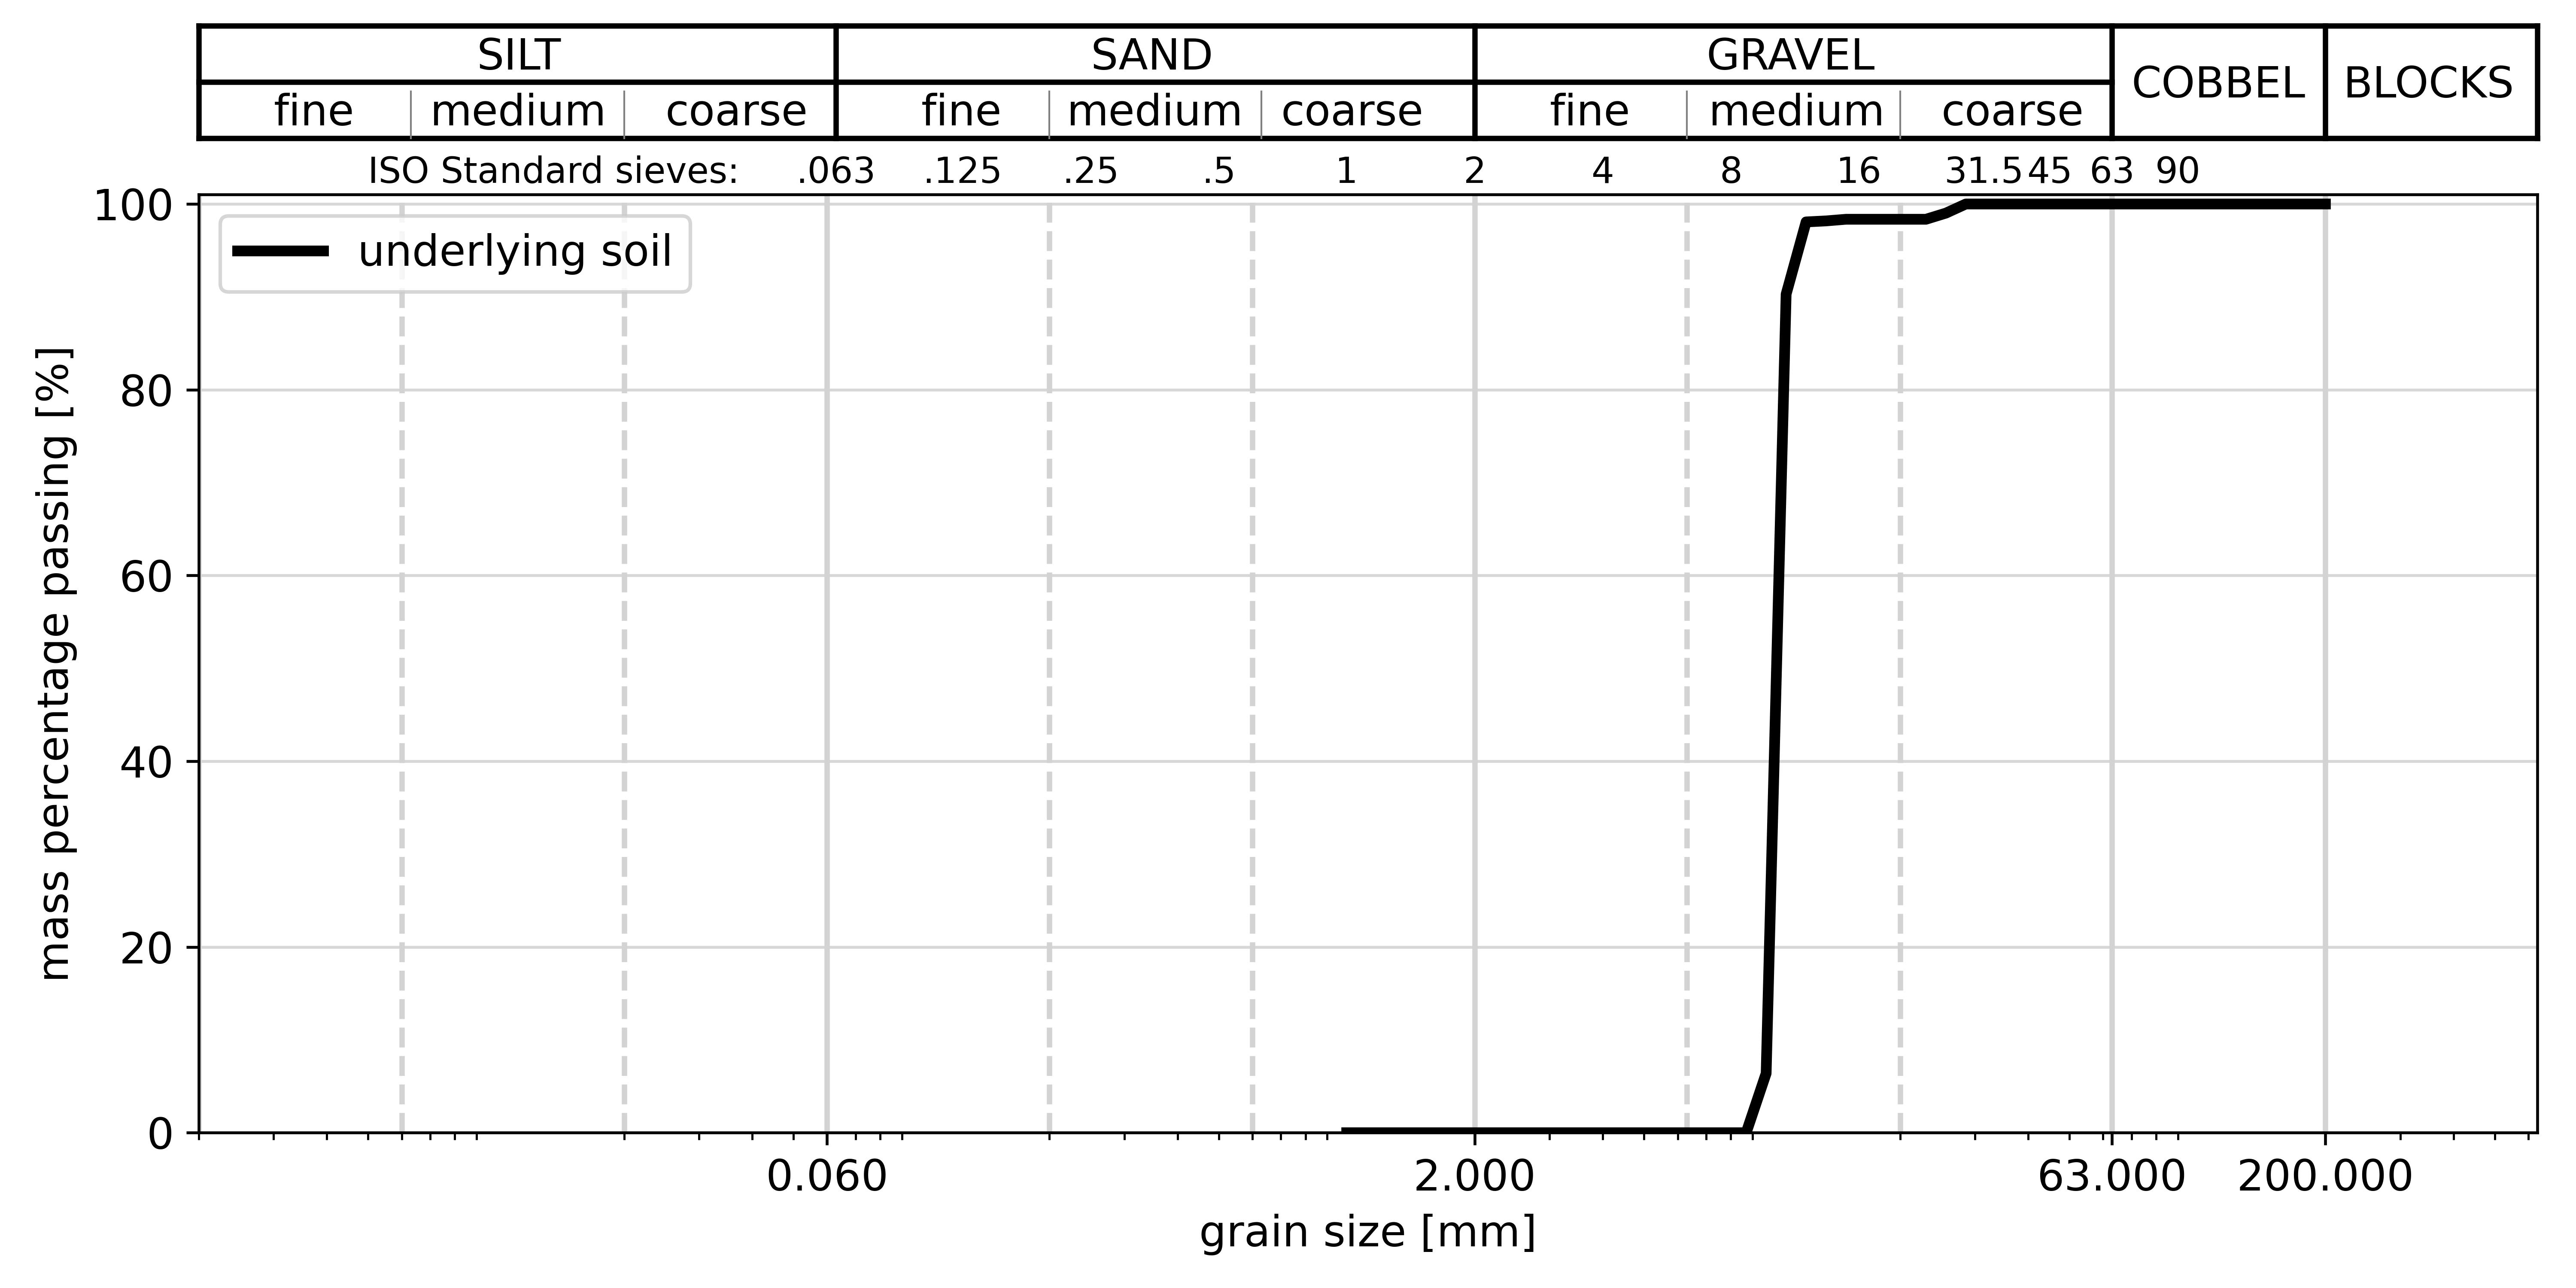 SILT SAND GRAVEL COBBEL BLOCKS
fine medium coarse fine medium coarse fine medium coarse
ISO Standard sieves: .063 .125 .25 .5 1 2 4 8 16 31.5 45 63 90
100
underlying soil
80
60
40
20
0
mass percentage passing [%]
0.060 2.000 63.000 200.000
grain size [mm]